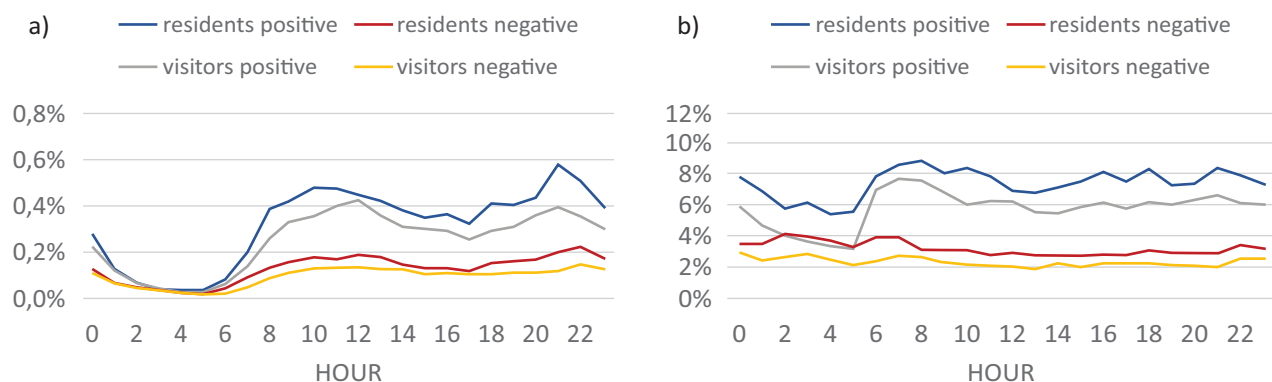 a)
residents positive
residents negative
visitors positive
visitors negative
0,8%
0,6%
0,4%
0,2%
0,0%
0 2 4 6 8 10 12 14 16 18 20 22
HOUR
b)
residents positive
residents negative
visitors positive
visitors negative
12%
10%
8%
6%
4%
2%
0%
0 2 4 6 8 10 12 14 16 18 20 22
HOUR